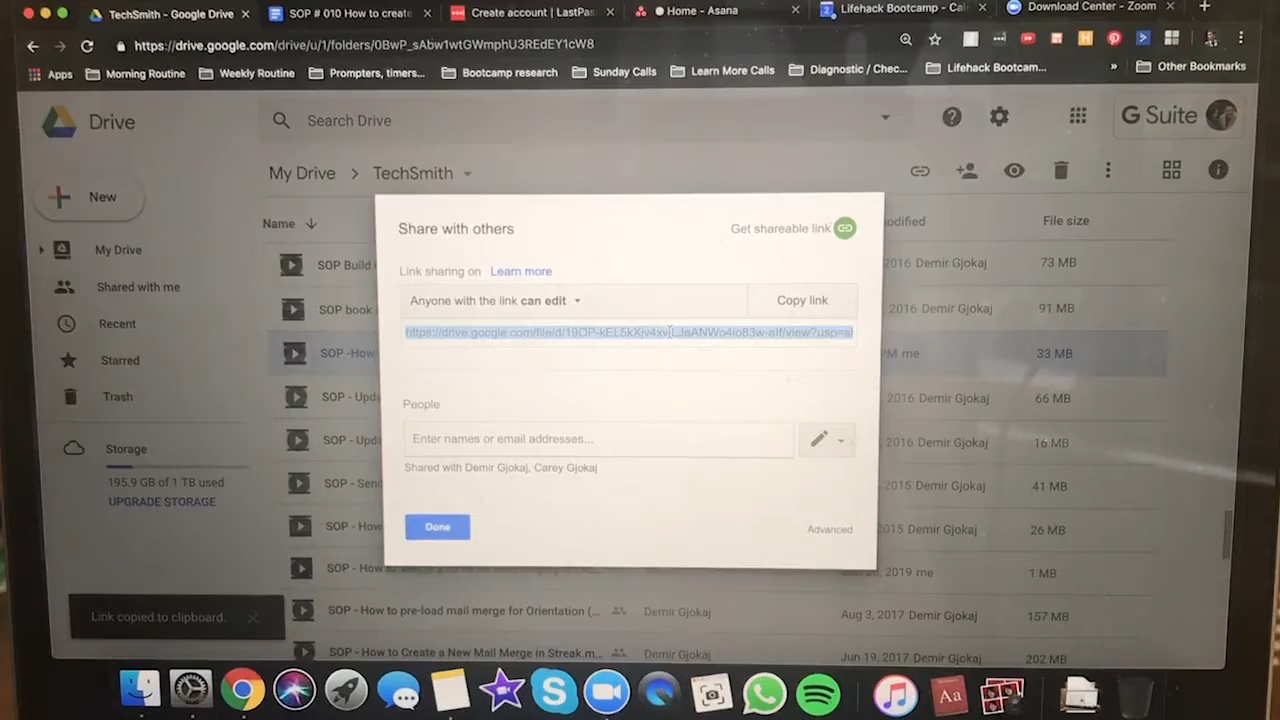 TechSmith - Google Drive
SOP # 010 How to create
Create account | LastPas
Home - Asana
Lifehack Bootcamp - Cale
Download Center - Zoom
https://drive.google.com/drive/u/1/folders/0BwP_sAbw1wtGWmphU3REdEY1cW8
Apps
Morning Routine
Weekly Routine
Prompters, timers...
Bootcamp research
Sunday Calls
Learn More Calls
Diagnostic / Chec...
Lifehack Bootcam...
»
Other Bookmarks
Drive
Search Drive
G Suite
My Drive > TechSmith
New
Name
odified
File size
My Drive
Shared with me
Recent
Starred
Trash
Storage
195.9 GB of 1 TB used
UPGRADE STORAGE
Share with others
Get shareable link
Link sharing on Learn more
Anyone with the link can edit
Copy link
People
Enter names or email addresses...
Shared with Demir Gjokaj, Carey Gjokaj
Done
Advanced
SOP Build
2016 Demir Gjokaj
73 MB
SOP book
2016 Demir Gjokaj
91 MB
SOP -How
PM me
33 MB
SOP - Upda
2016 Demir Gjokaj
66 MB
SOP - Upda
2016 Demir Gjokaj
16 MB
SOP - Send
2015 Demir Gjokaj
41 MB
SOP - How
2015 Demir Gjokaj
26 MB
SOP - How to
2019 me
1 MB
SOP - How to pre-load mail merge for Orientation (...
Demir Gjokaj
Aug 3, 2017 Demir Gjokaj
157 MB
SOP - How to Create a New Mail Merge in Streak.m...
Demir Gjokaj
Jun 19, 2017 Demir Gjokaj
202 MB
Link copied to clipboard.
Aa